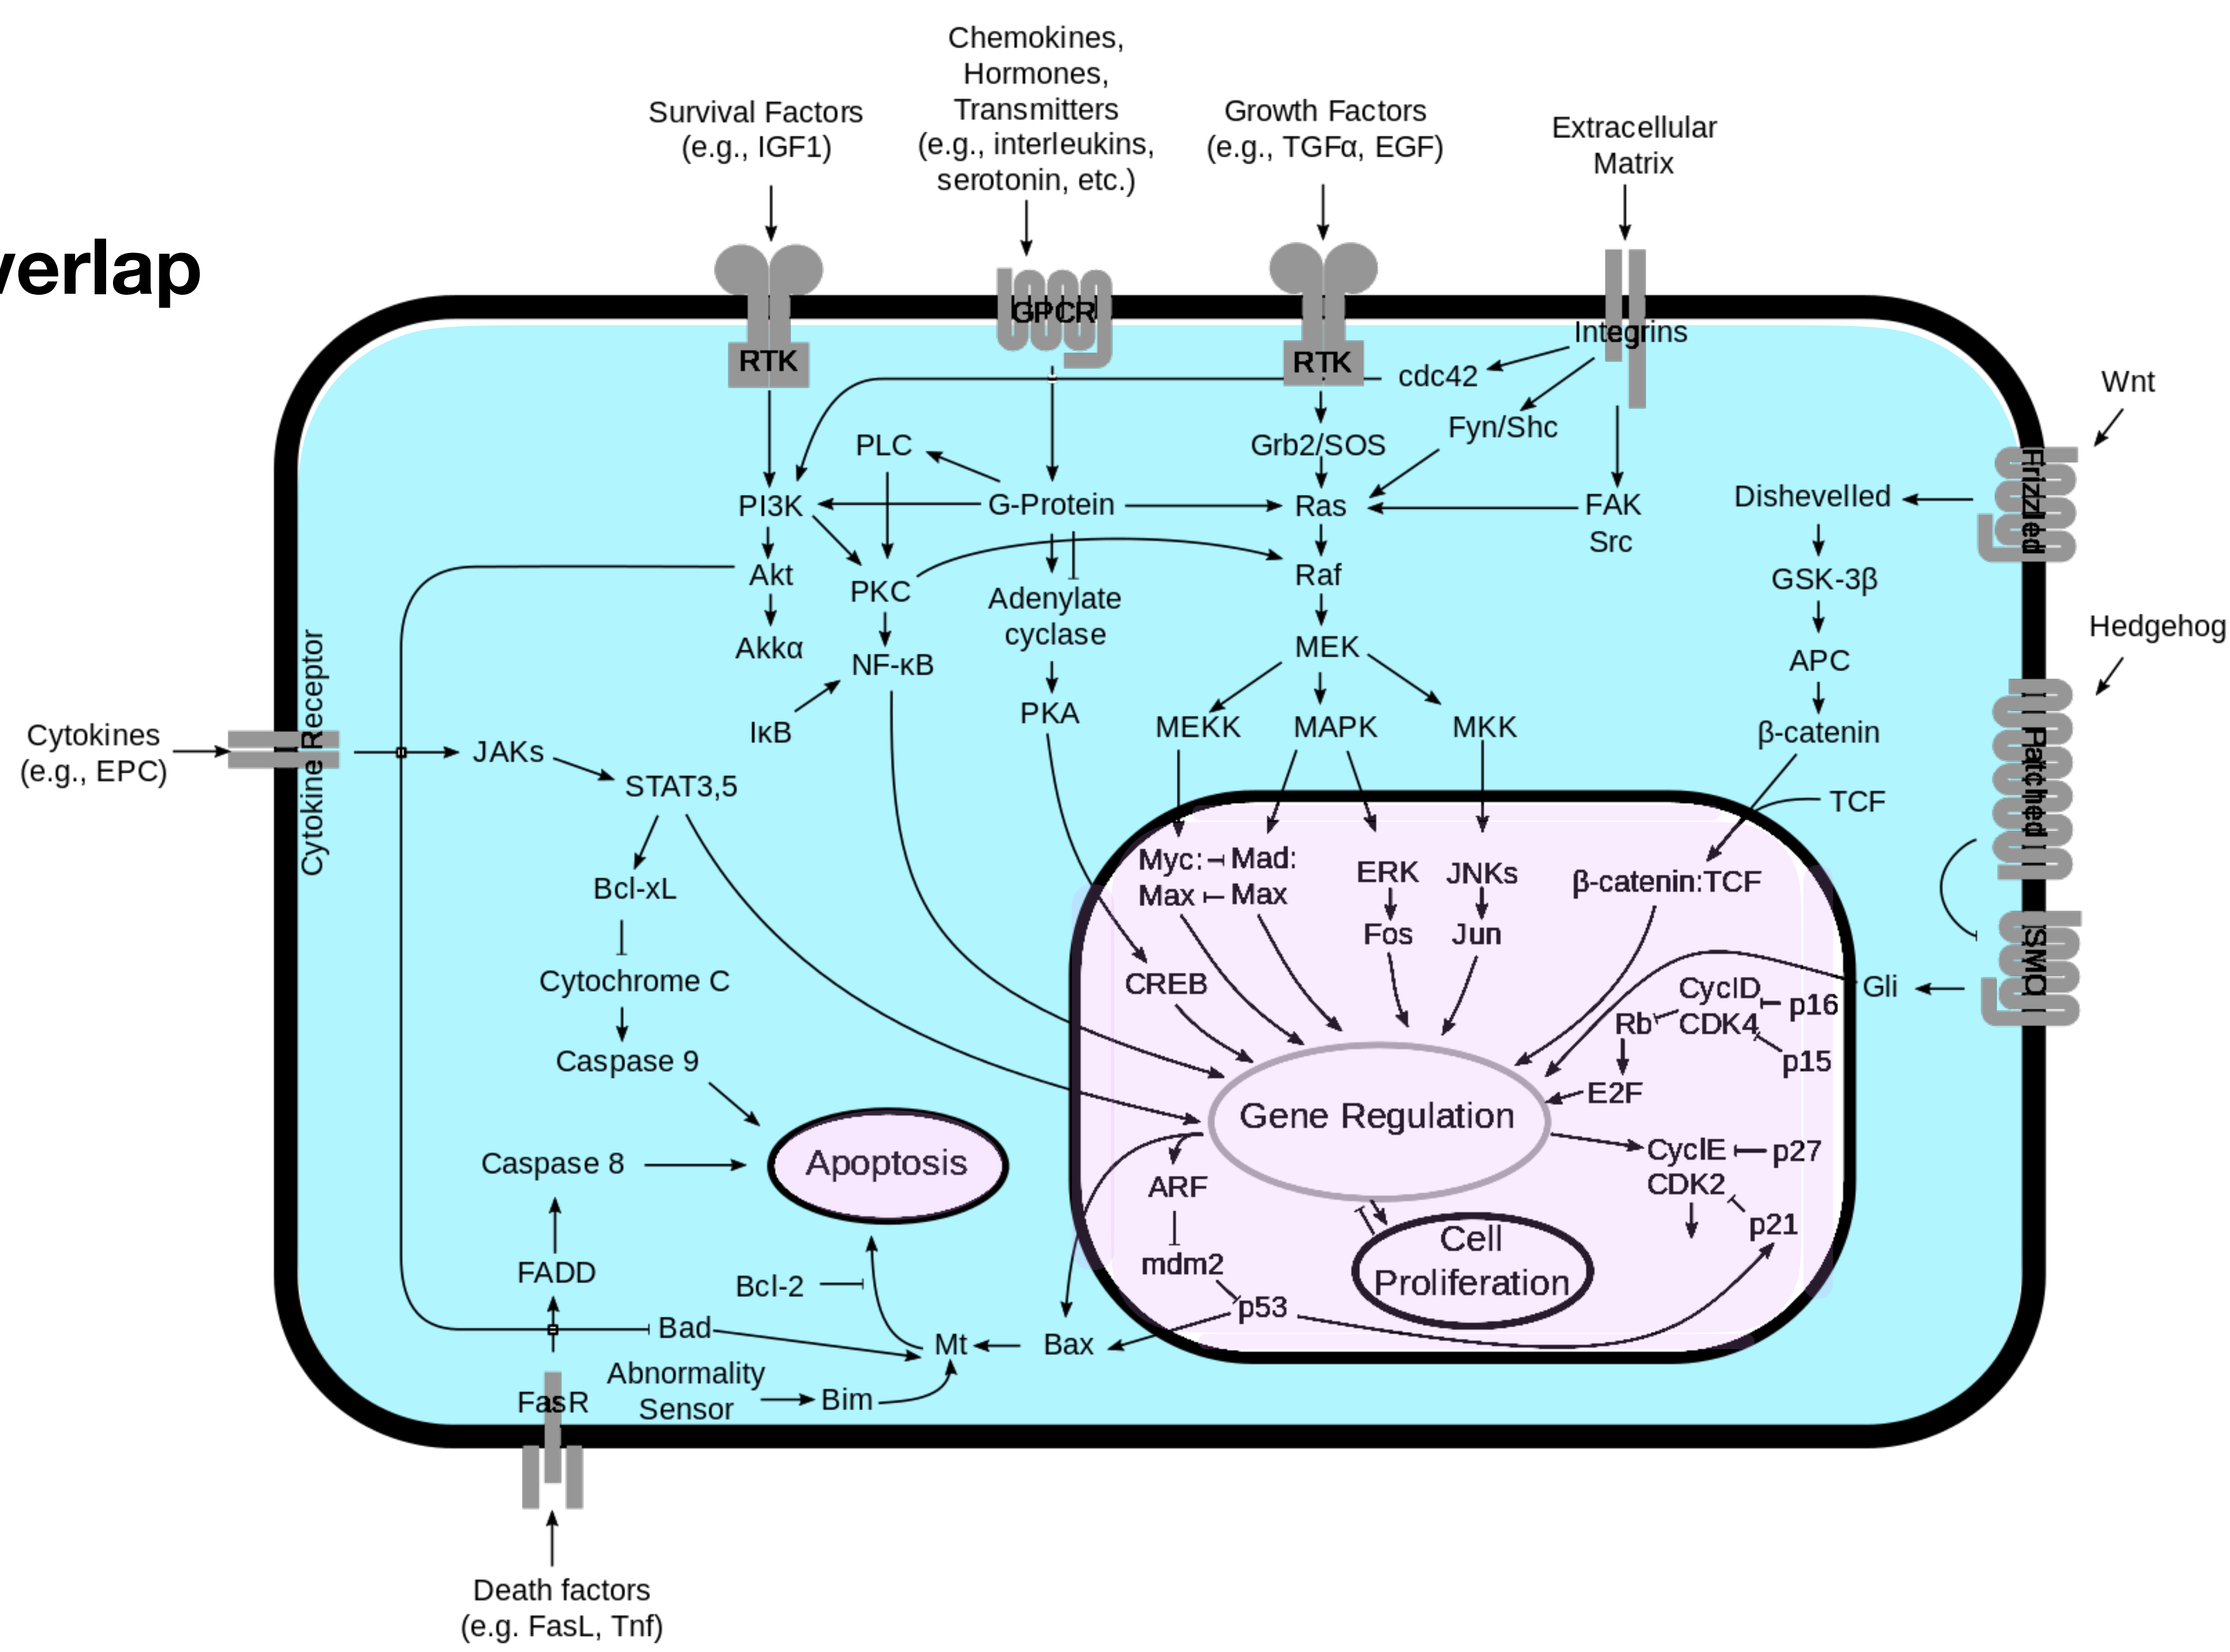 Chemokines,
Hormones,
Transmitters
(e.g., interleukins,
serotonin, etc.)
Survival Factors
(e.g., IGF1)
Growth Factors
(e.g., TGFα, EGF)
Extracellular
Matrix
verlap
GPCR
RTK
RTK
Integrins
cdc42
Wnt
Fyn/Shc
PLC
Grb2/SOS
Frizzled
Dishevelled
PI3K
G-Protein
Ras
FAK
Src
Akt
PKC
Adenylate
cyclase
Raf
GSK-3β
Hedgehog
Akkα
NF-κB
MEK
APC
IκB
PKA
MEKK
MAPK
MKK
β-catenin
Patched
Cytokine Receptor
Cytokines
(e.g., EPC)
JAKs
STAT3,5
TCF
Myc:
Mad:
Max
Max
ERK
JNKs
β-catenin:TCF
Bcl-xL
Fos
Jun
SMO
Cytochrome C
CREB
CyclD
p16
Gli
Rb
CDK4
p15
Caspase 9
E2F
Gene Regulation
CyclE
p27
CDK2
Caspase 8
Apoptosis
ARF
p21
Cell
Proliferation
FADD
Bcl-2
mdm2
p53
Bad
Mt
Bax
Abnormality
Sensor
Bim
FasR
Death factors
(e.g. FasL, Tnf)